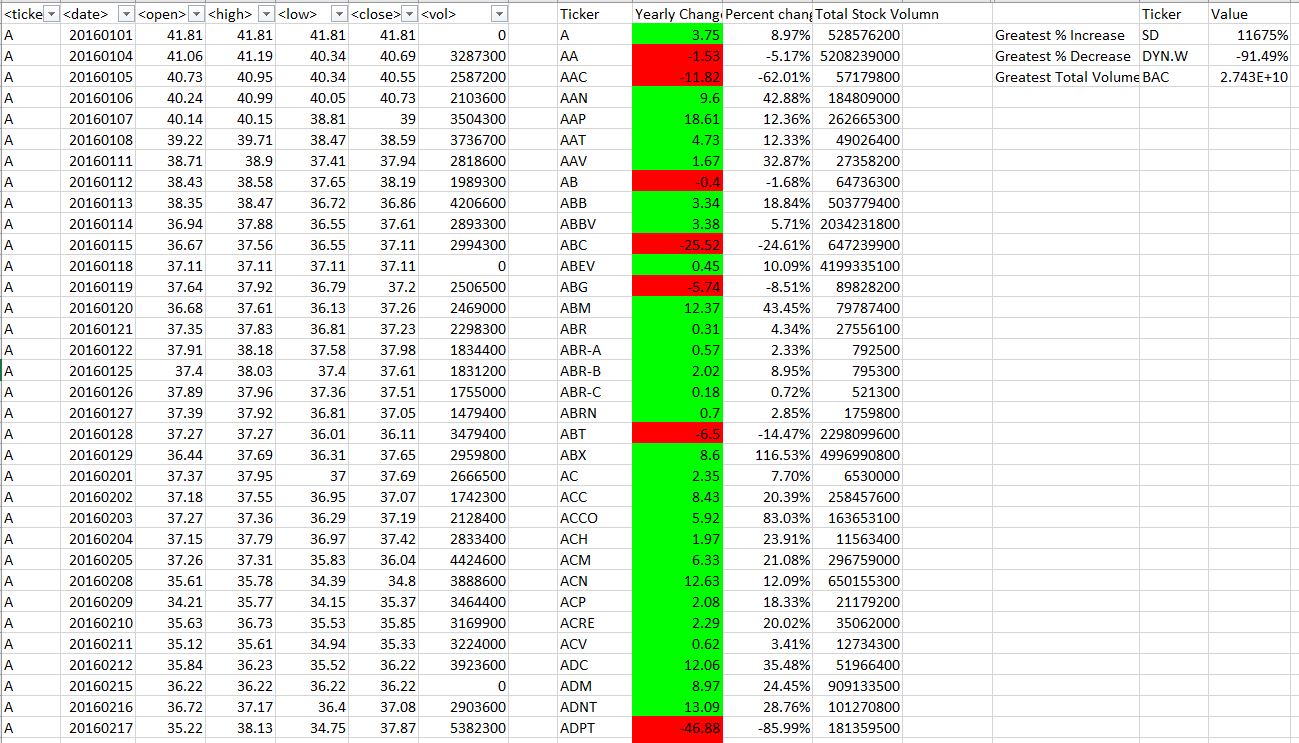 <ticke <date> <open> <high> <low> <close> <vol> Ticker Yearly Change Percent chang Total Stock Volumn Ticker Value
A 20160101 41.81 41.81 41.81 41.81 0 A 3.75 8.97% 528576200 Greatest % Increase SD 11675%
A 20160104 41.06 41.19 40.34 40.69 3287300 AA -1.53 -5.17% 5208239000 Greatest % Decrease DYN.W -91.49%
A 20160105 40.73 40.95 40.34 40.55 2587200 AAC -11.82 -62.01% 57179800 Greatest Total Volume BAC 2.743E+10
A 20160106 40.24 40.99 40.05 40.73 2103600 AAN 9.6 42.88% 184809000
A 20160107 40.14 40.15 38.81 39 3504300 AAP 18.61 12.36% 262665300
A 20160108 39.22 39.71 38.47 38.59 3736700 AAT 4.73 12.33% 49026400
A 20160111 38.71 38.9 37.41 37.94 2818600 AAV 1.67 32.87% 27358200
A 20160112 38.43 38.58 37.65 38.19 1989300 AB -0.4 -1.68% 64736300
A 20160113 38.35 38.47 36.72 36.86 4206600 ABB 3.34 18.84% 503779400
A 20160114 36.94 37.88 36.55 37.61 2893300 ABBV 3.38 5.71% 2034231800
A 20160115 36.67 37.56 36.55 37.11 2994300 ABC -25.52 -24.61% 647239900
A 20160118 37.11 37.11 37.11 37.11 0 ABEV 0.45 10.09% 4199335100
A 20160119 37.64 37.92 36.79 37.2 2506500 ABG -5.74 -8.51% 89828200
A 20160120 36.68 37.61 36.13 37.26 2469000 ABM 12.37 43.45% 79787400
A 20160121 37.35 37.83 36.81 37.23 2298300 ABR 0.31 4.34% 27556100
A 20160122 37.91 38.18 37.58 37.98 1834400 ABR-A 0.57 2.33% 792500
A 20160125 37.4 38.03 37.4 37.61 1831200 ABR-B 2.02 8.95% 795300
A 20160126 37.89 37.96 37.36 37.51 1755000 ABR-C 0.18 0.72% 521300
A 20160127 37.39 37.92 36.81 37.05 1479400 ABRN 0.7 2.85% 1759800
A 20160128 37.27 37.27 36.01 36.11 3479400 ABT -6.5 -14.47% 2298099600
A 20160129 36.44 37.69 36.31 37.65 2959800 ABX 8.6 116.53% 4996990800
A 20160201 37.37 37.95 37 37.69 2666500 AC 2.35 7.70% 6530000
A 20160202 37.18 37.55 36.95 37.07 1742300 ACC 8.43 20.39% 258457600
A 20160203 37.27 37.36 36.29 37.19 2128400 ACCO 5.92 83.03% 163653100
A 20160204 37.15 37.79 36.97 37.42 2833400 ACH 1.97 23.91% 11563400
A 20160205 37.26 37.31 35.83 36.04 4424600 ACM 6.33 21.08% 296759000
A 20160208 35.61 35.78 34.39 34.8 3888600 ACN 12.63 12.09% 650155300
A 20160209 34.21 35.77 34.15 35.37 3464400 ACP 2.08 18.33% 21179200
A 20160210 35.63 36.73 35.53 35.85 3169900 ACRE 2.29 20.02% 35062000
A 20160211 35.12 35.61 34.94 35.33 3224000 ACV 0.62 3.41% 12734300
A 20160212 35.84 36.23 35.52 36.22 3923600 ADC 12.06 35.48% 51966400
A 20160215 36.22 36.22 36.22 36.22 0 ADM 8.97 24.45% 909133500
A 20160216 36.72 37.17 36.4 37.08 2903600 ADNT 13.09 28.76% 101270800
A 20160217 35.22 38.13 34.75 37.87 5382300 ADPT -46.88 -85.99% 181359500